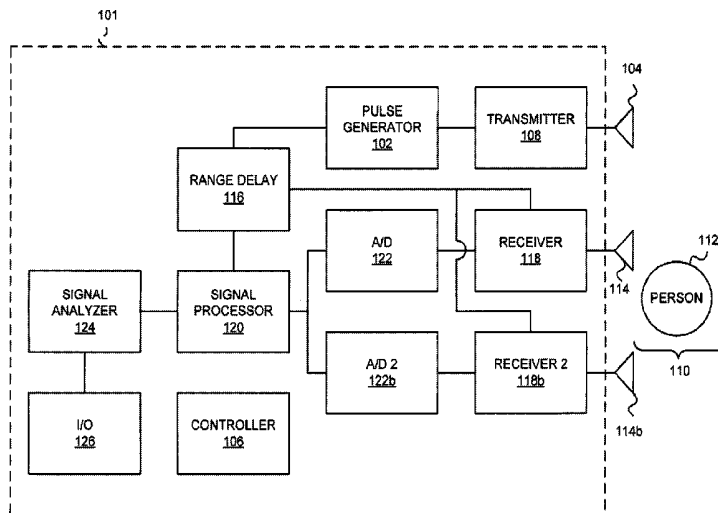 101
104
PULSE
GENERATOR
102
TRANSMITTER
108
RANGE DELAY
116
A/D
122
RECEIVER
118
114
112
PERSON
110
SIGNAL
ANALYZER
124
SIGNAL
PROCESSOR
120
A/D 2
122b
RECEIVER 2
118b
114b
I/O
126
CONTROLLER
106